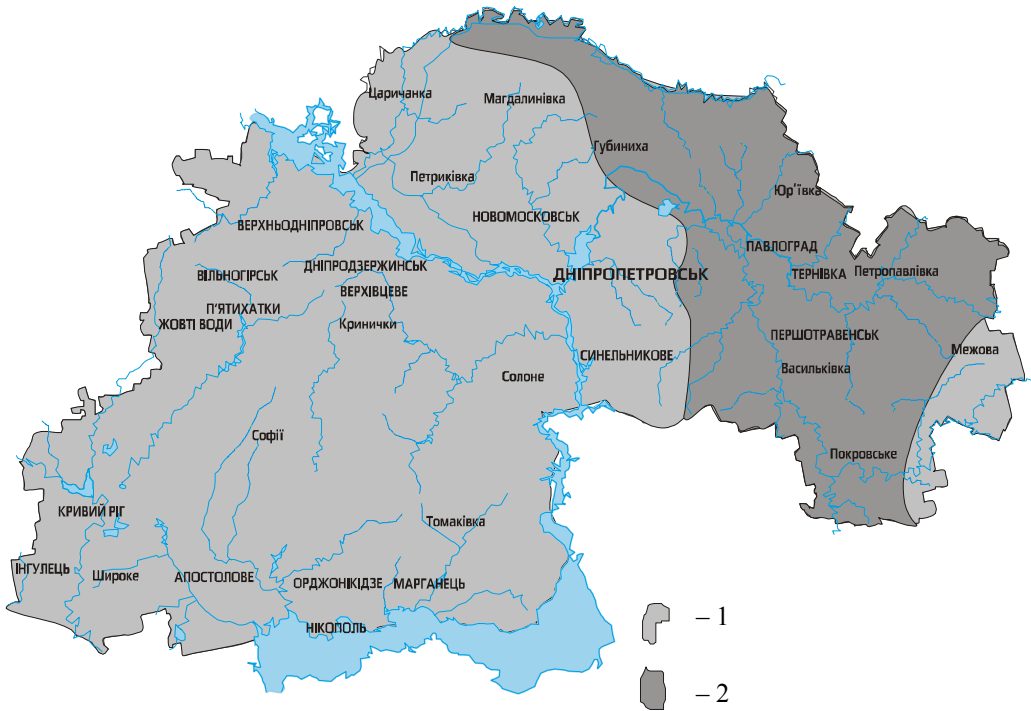 Царичанка
Магдалинівка
Губиниха
Петриківка
Юр'ївка
НОВОМОСКОВСЬК
ВЕРХНЬОДНІПРОВСЬК
ПАВЛОГРАД
ДНІПРОДЗЕРЖИНСЬК
ДНІПРОПЕТРОВСЬК
ТЕРНІВКА
Петропавлівка
ВІЛЬНОГІРСЬК
ВЕРХІВЦЕВЕ
П'ЯТИХАТКИ
ЖОВТІ ВОДИ
Кринички
ПЕРШОТРАВЕНСЬК
Межова
СИНЕЛЬНИКОВЕ
Васильківка
Солоне
Софії
Покровське
КРИВИЙ РІГ
Томаківка
ІНГУЛЕЦЬ
Широке
АПОСТОЛОВЕ
ОРДЖОНІКІДЗЕ
МАРГАНЕЦЬ
НІКОПОЛЬ
– 1
– 2